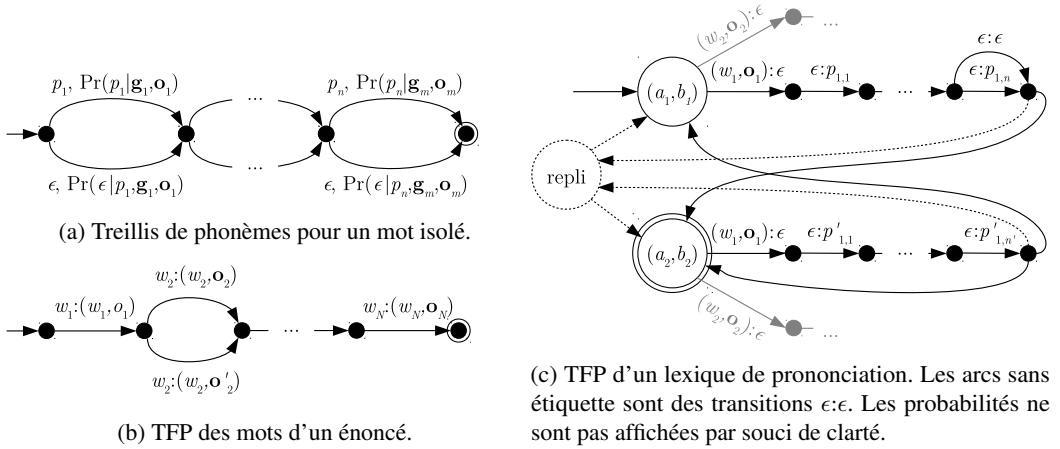 p₁, Pr(p₁|g₁,o₁)
...
pₙ, Pr(pₙ|gₘ,oₘ)
ϵ, Pr(ϵ|p₁,g₁,o₁)
...
ϵ, Pr(ϵ|pₙ,gₘ,oₘ)
(a) Treillis de phonèmes pour un mot isolé.
w₁:(w₁,o₁)
w₂:(w₂,o₂)
...
w_N:(w_N,o_N)
w₂:(w₂,o'₂)
(b) TFP des mots d'un énoncé.
(w₂,o₂):ϵ
...
(a₁,b₁)
(w₁,o₁):ϵ
ϵ:p₁,₁
...
ϵ:ϵ
ϵ:p₁,ₙ
repli
(a₂,b₂)
(w₁,o₁):ϵ
ϵ:p'₁,₁
...
ϵ:p'₁,ₙ'
(w₂,o₂):ϵ
...
(c) TFP d'un lexique de prononciation. Les arcs sans
étiquette sont des transitions ϵ:ϵ. Les probabilités ne
sont pas affichées par souci de clarté.